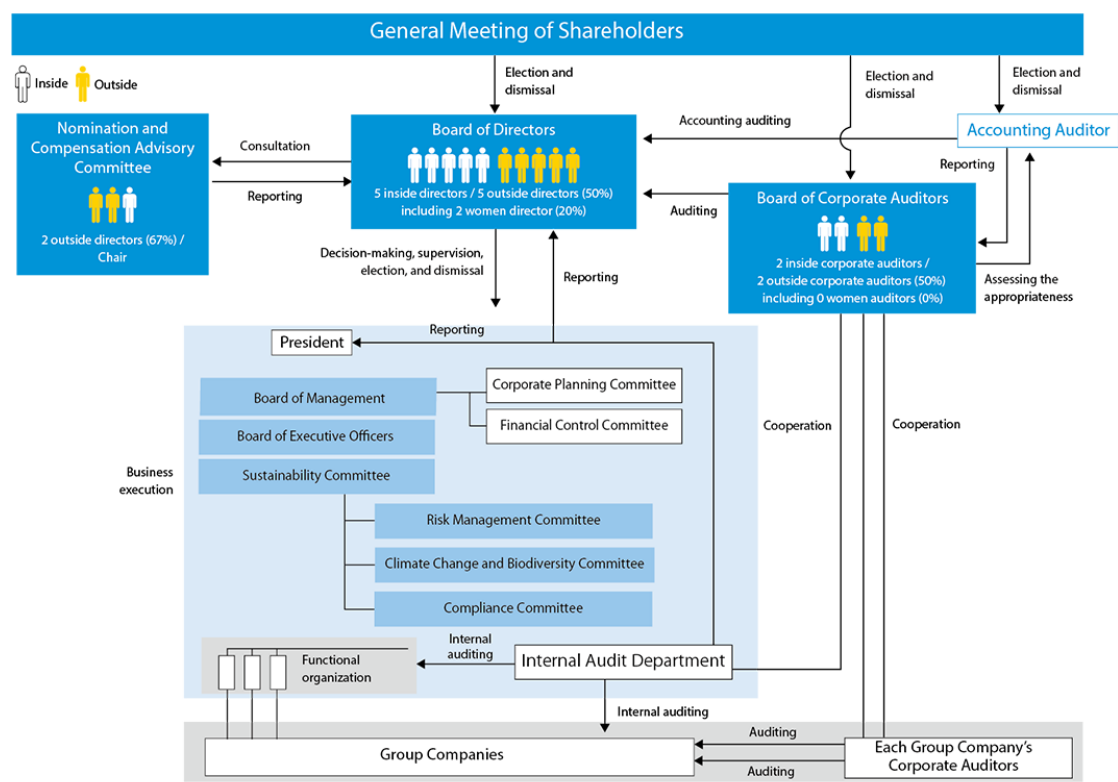 General Meeting of Shareholders
Inside
Outside
Election and
dismissal
Election and
dismissal
Election and
dismissal
Nomination and
Compensation Advisory
Committee
2 outside directors (67%) /
Chair
Consultation
Reporting
Board of Directors
5 inside directors / 5 outside directors (50%)
including 2 women director (20%)
Accounting auditing
Accounting Auditor
Reporting
Auditing
Board of Corporate Auditors
2 inside corporate auditors /
2 outside corporate auditors (50%)
including 0 women auditors (0%)
Assessing the
appropriateness
Decision-making, supervision,
election, and dismissal
Reporting
Reporting
President
Board of Management
Corporate Planning Committee
Financial Control Committee
Board of Executive Officers
Sustainability Committee
Business
execution
Risk Management Committee
Climate Change and Biodiversity Committee
Compliance Committee
Cooperation
Cooperation
Functional
organization
Internal
auditing
Internal Audit Department
Internal auditing
Group Companies
Auditing
Auditing
Each Group Company's
Corporate Auditors